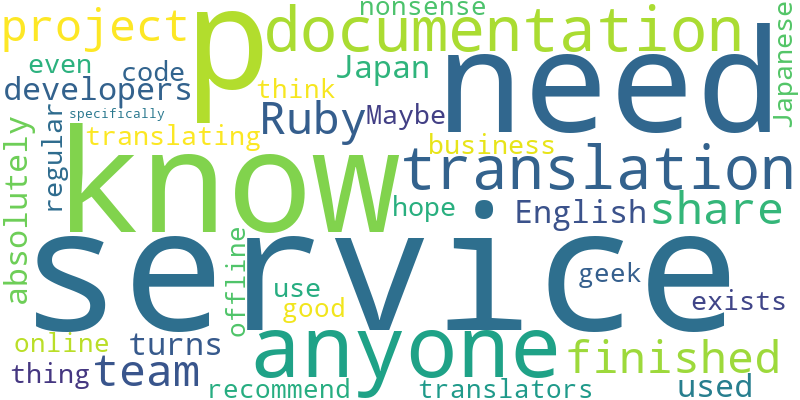 nonsense
project
p
documentation
need
Japanese
even
code
Japan
developers
think
specifically
Ruby
Maybe
translating
regular
business
know
absolutely
translation
hope
English
share
service
offline
geek
use
good
exists
online
turns
anyone
finished
thing
team
recommend
translators
used